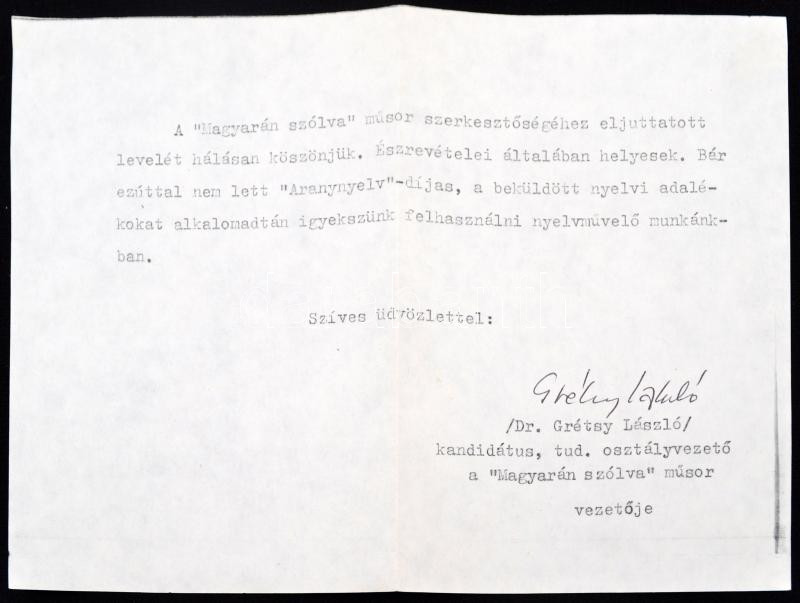 A "Magyarán szólva" műsor szerkesztőségéhez eljuttatott
levelét hálásan köszönjük. Észrevételei általában helyesek. Bár
ezúttal nem lett "Aranynyelv"-díjas, a beküldött nyelvi adalé-
kokat alkalomadtán igyekszünk felhasználni nyelvművelő munkánk-
ban.
Szíves üdvözlettel:
Grétsy László
/Dr. Grétsy László/
kandidátus, tud. osztályvezető
a "Magyarán szólva" műsor
vezetője